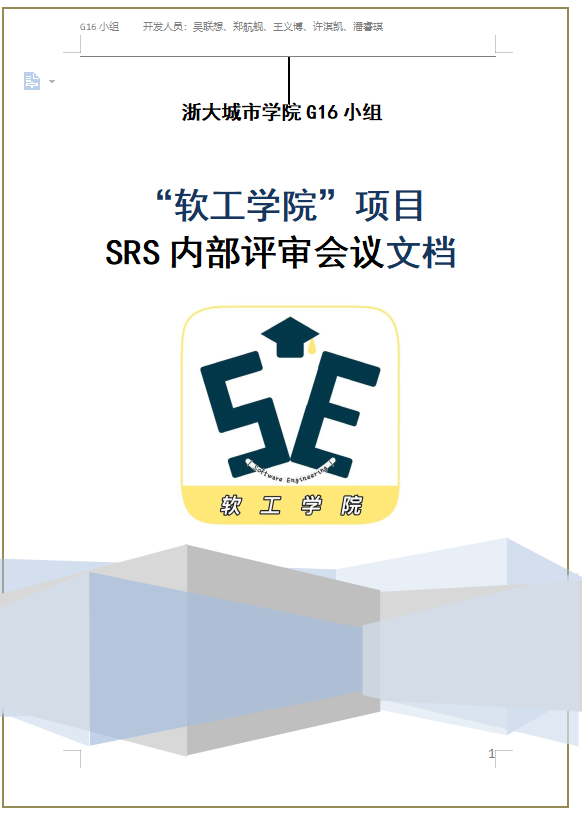 G16 小组 开发人员：吴联想、郑航舰、王义博、许淇凯、潘睿琪
浙大城市学院 G16 小组
“软工学院”项目
SRS 内部评审会议文档
SE
[Software Engineering]
软 工 学 院
1